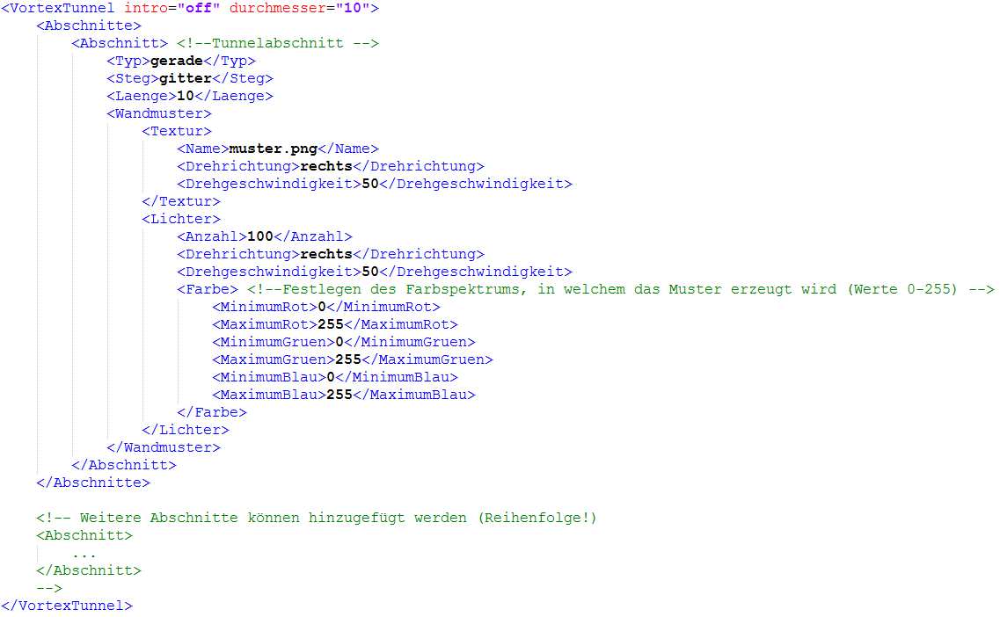 <VortexTunnel intro="off" durchmesser="10">
    <Abschnitte>
        <Abschnitt> <!--Tunnelabschnitt -->
            <Typ>gerade</Typ>
            <Steg>gitter</Steg>
            <Laenge>10</Laenge>
            <Wandmuster>
                <Textur>
                    <Name>muster.png</Name>
                    <Drehrichtung>rechts</Drehrichtung>
                    <Drehgeschwindigkeit>50</Drehgeschwindigkeit>
                </Textur>
                <Lichter>
                    <Anzahl>100</Anzahl>
                    <Drehrichtung>rechts</Drehrichtung>
                    <Drehgeschwindigkeit>50</Drehgeschwindigkeit>
                    <Farbe> <!--Festlegen des Farbspektrums, in welchem das Muster erzeugt wird (Werte 0-255) -->
                        <MinimumRot>0</MinimumRot>
                        <MaximumRot>255</MaximumRot>
                        <MinimumGruen>0</MinimumGruen>
                        <MaximumGruen>255</MaximumGruen>
                        <MinimumBlau>0</MinimumBlau>
                        <MaximumBlau>255</MaximumBlau>
                    </Farbe>
                </Lichter>
            </Wandmuster>
        </Abschnitt>
    </Abschnitte>

    <!-- Weitere Abschnitte können hinzugefügt werden (Reihenfolge!)
    <Abschnitt>
        ...
    </Abschnitt>
    -->
</VortexTunnel>